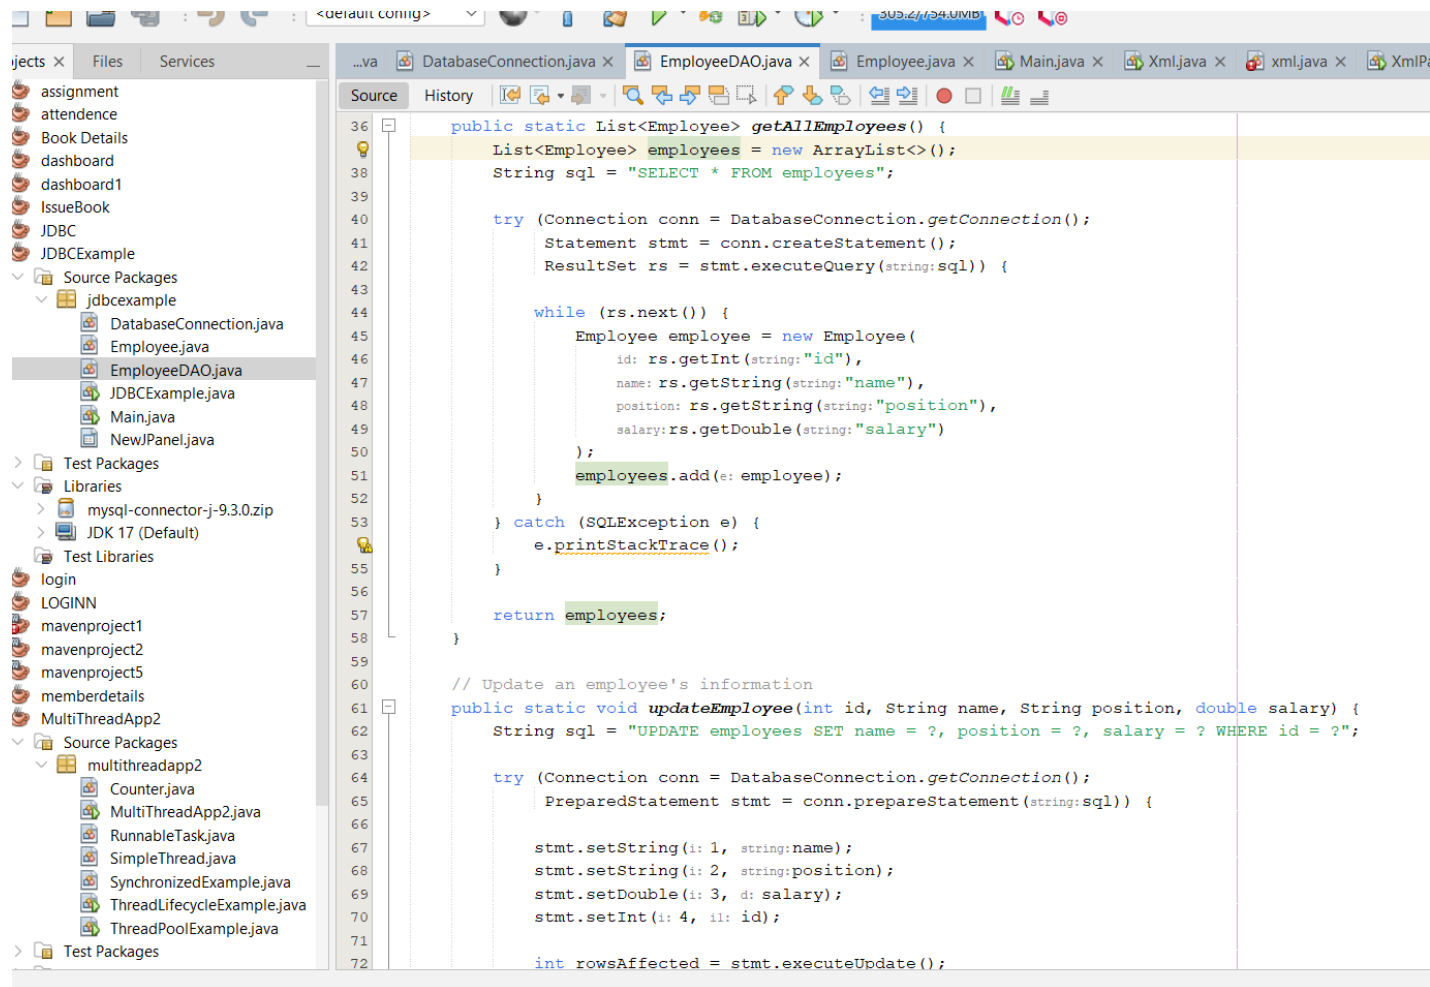 <default config>
305.2/754.0MB
jects
Files
Services
...va
DatabaseConnection.java
EmployeeDAO.java
Employee.java
Main.java
Xml.java
xml.java
XmlPa
Source
History
assignment
attendence
Book Details
dashboard
dashboard1
IssueBook
JDBC
JDBCExample
Source Packages
jdbcexample
DatabaseConnection.java
Employee.java
EmployeeDAO.java
JDBCExample.java
Main.java
NewJPanel.java
Test Packages
Libraries
mysql-connector-j-9.3.0.zip
JDK 17 (Default)
Test Libraries
login
LOGINN
mavenproject1
mavenproject2
mavenproject5
memberdetails
MultiThreadApp2
Source Packages
multithreadapp2
Counter.java
MultiThreadApp2.java
RunnableTask.java
SimpleThread.java
SynchronizedExample.java
ThreadLifecycleExample.java
ThreadPoolExample.java
Test Packages
36 public static List<Employee> getAllEmployees() {
List<Employee> employees = new ArrayList<>();
38 String sql = "SELECT * FROM employees";
39
40 try (Connection conn = DatabaseConnection.getConnection();
41 Statement stmt = conn.createStatement();
42 ResultSet rs = stmt.executeQuery(string:sql)) {
43
44 while (rs.next()) {
45 Employee employee = new Employee(
46 id: rs.getInt(string:"id"),
47 name: rs.getString(string:"name"),
48 position: rs.getString(string:"position"),
49 salary:rs.getDouble(string:"salary")
50 );
51 employees.add(e: employee);
52 }
53 } catch (SQLException e) {
e.printStackTrace();
55 }
56
57 return employees;
58 }
59
60 // Update an employee's information
61 public static void updateEmployee(int id, String name, String position, double salary) {
62 String sql = "UPDATE employees SET name = ?, position = ?, salary = ? WHERE id = ?";
63
64 try (Connection conn = DatabaseConnection.getConnection();
65 PreparedStatement stmt = conn.prepareStatement(string:sql)) {
66
67 stmt.setString(i: 1, string:name);
68 stmt.setString(i: 2, string:position);
69 stmt.setDouble(i: 3, d: salary);
70 stmt.setInt(i: 4, i1: id);
71
72 int rowsAffected = stmt.executeUpdate();